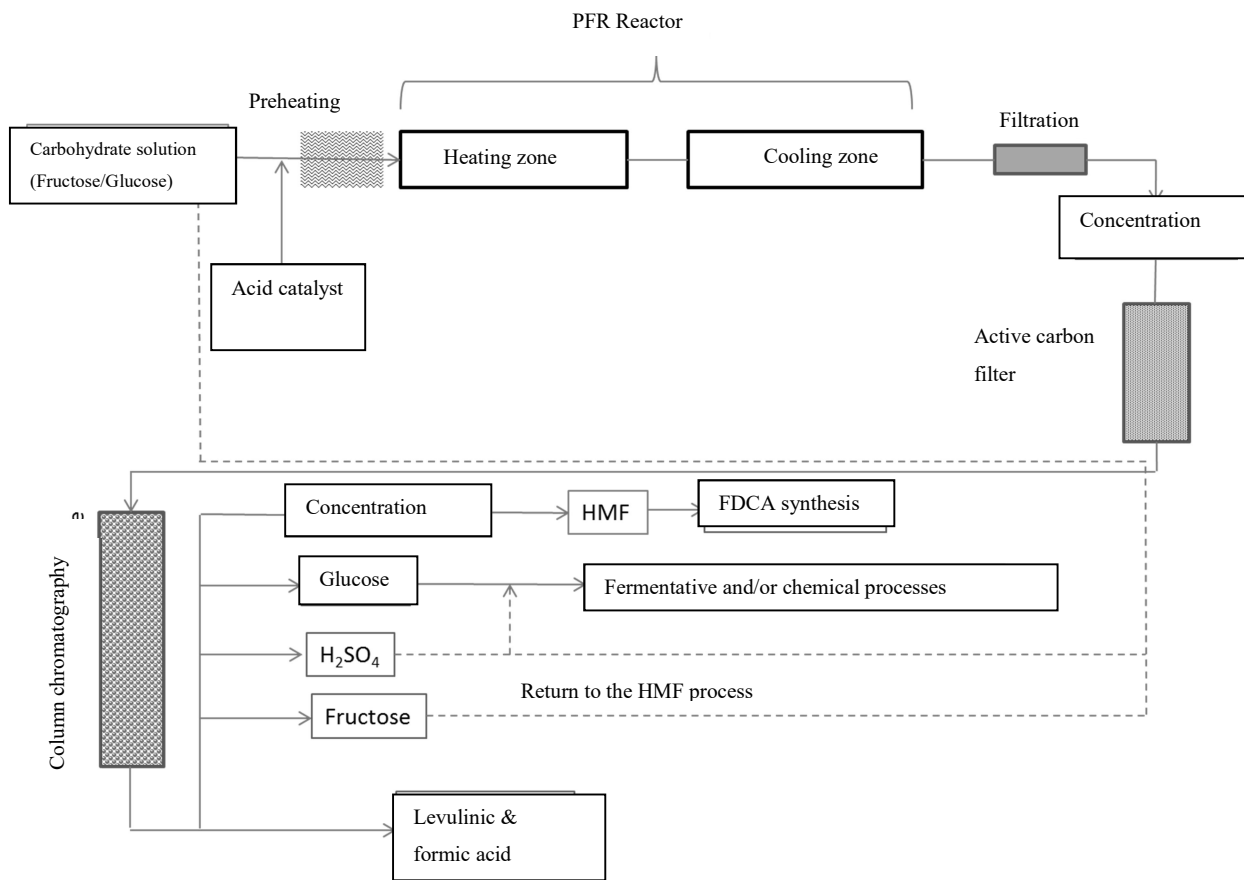 PFR Reactor
Preheating
Filtration
Carbohydrate solution
(Fructose/Glucose)
Heating zone
Cooling zone
Concentration
Acid catalyst
Active carbon
filter
Column chromatography
Concentration
HMF
FDCA synthesis
Glucose
Fermentative and/or chemical processes
H₂SO₄
Return to the HMF process
Fructose
Levulinic &
formic acid